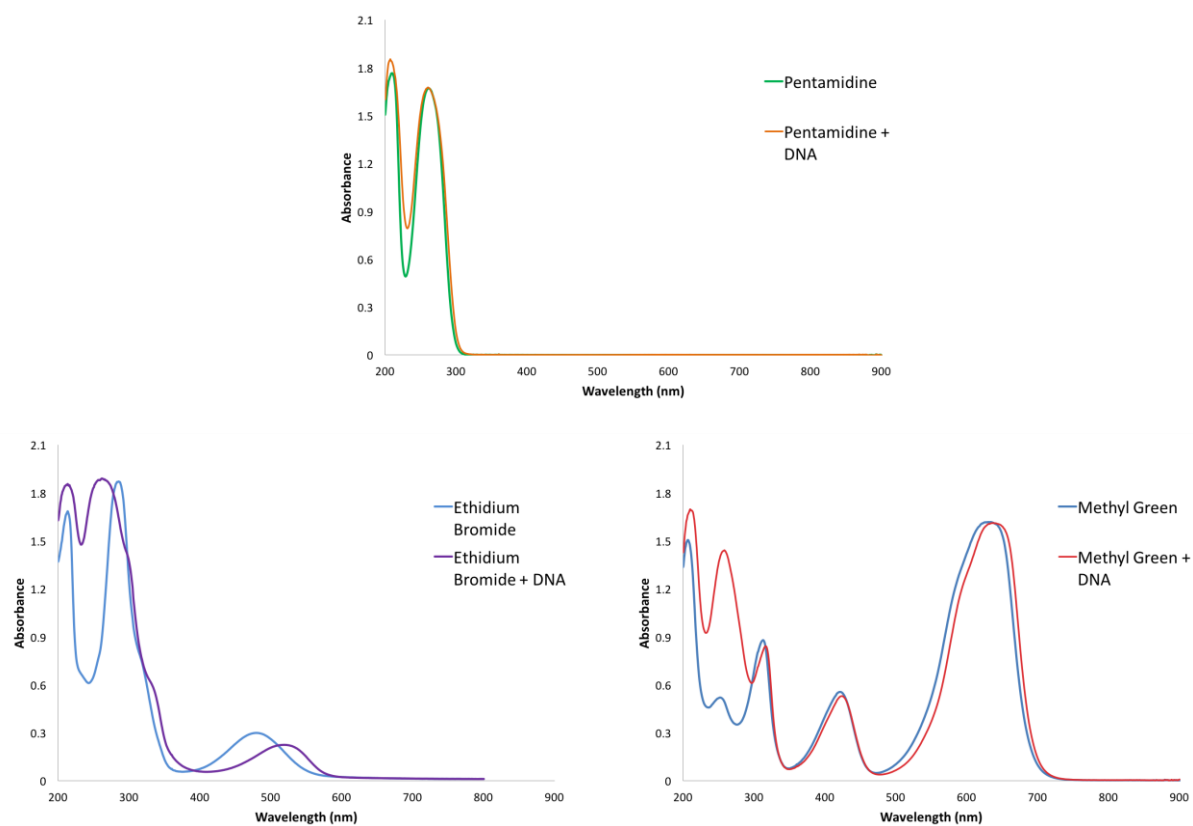 2.1
1.8
1.5
1.2
0.9
0.6
0.3
0
Absorbance
200 300 400 500 600 700 800 900
Wavelength (nm)
Pentamidine
Pentamidine +
DNA
2.1
1.8
1.5
1.2
0.9
0.6
0.3
0
Absorbance
200 300 400 500 600 700 800 900
Wavelength (nm)
Ethidium
Bromide
Ethidium
Bromide + DNA
2.1
1.8
1.5
1.2
0.9
0.6
0.3
0
Absorbance
200 300 400 500 600 700 800 900
Wavelength (nm)
Methyl Green
Methyl Green +
DNA